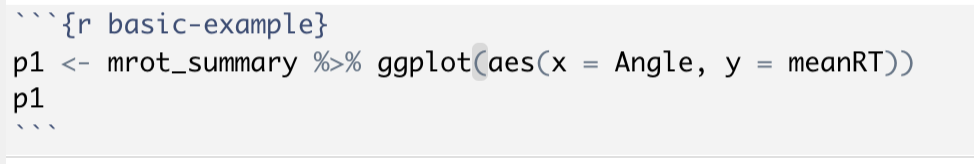 ```{r basic-example}
p1 <- mrot_summary %>% ggplot(aes(x = Angle, y = meanRT))
p1
```